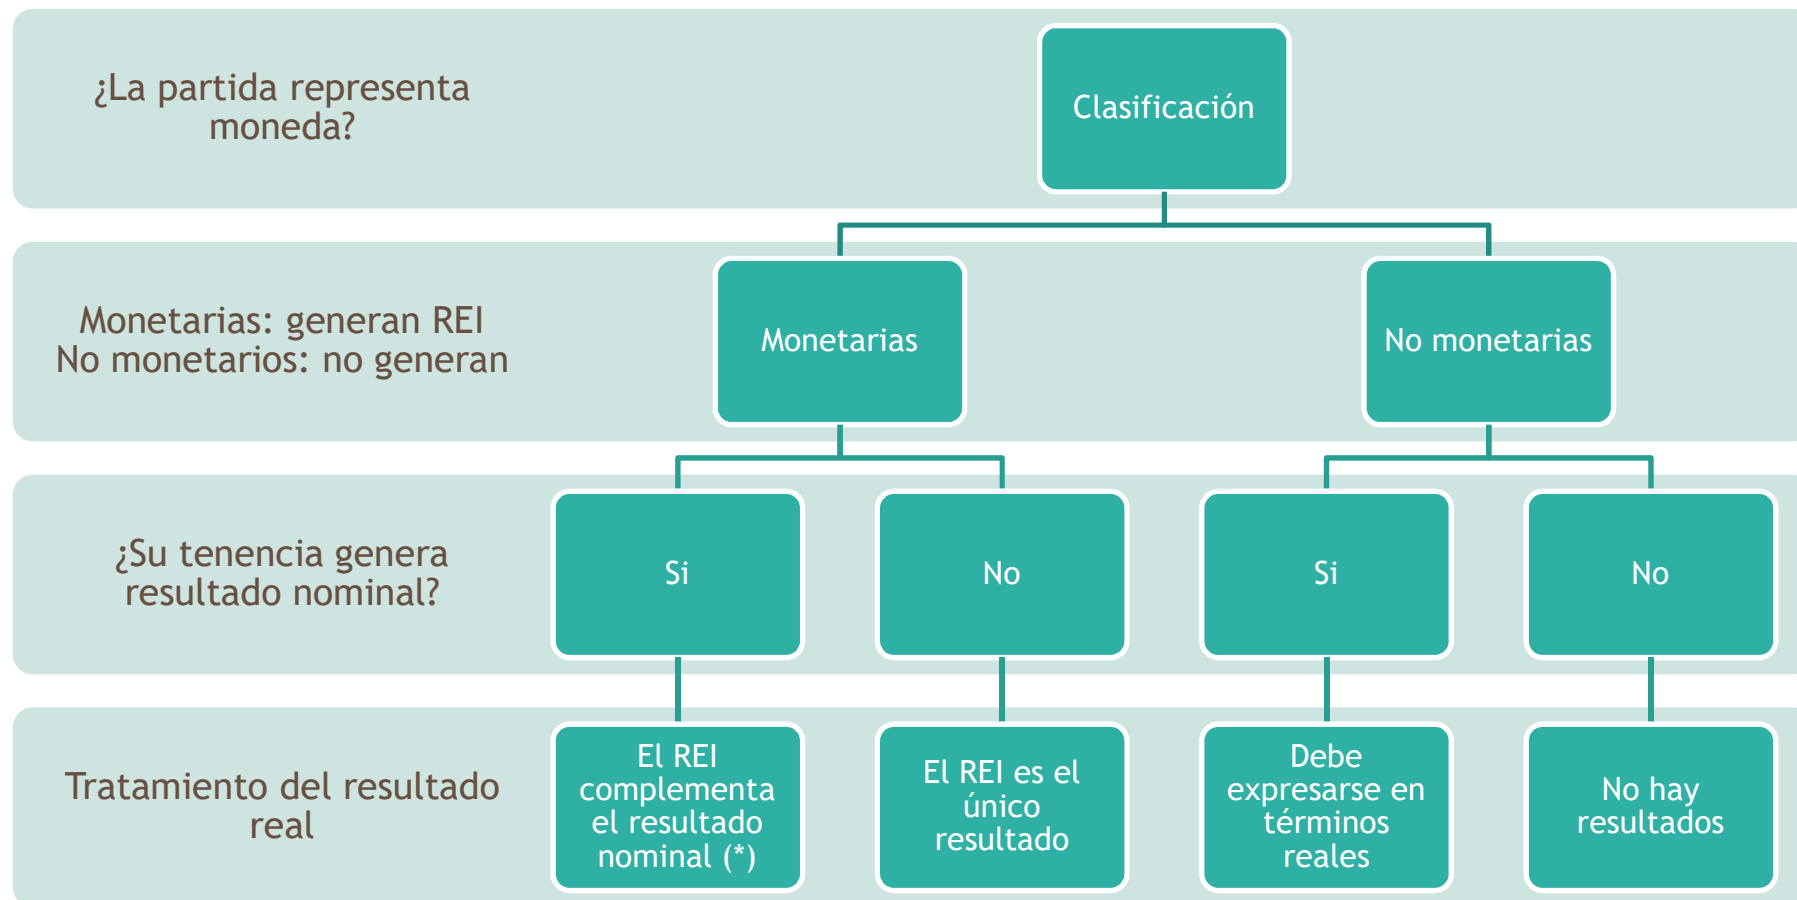 ¿La partida representa
moneda?
Clasificación
Monetarias: generan REI
No monetarios: no generan
Monetarias
No monetarias
¿Su tenencia genera
resultado nominal?
Si
No
Si
No
Tratamiento del resultado
real
El REI
complementa
el resultado
nominal (*)
El REI es el
único
resultado
Debe
expresarse en
términos
reales
No hay
resultados